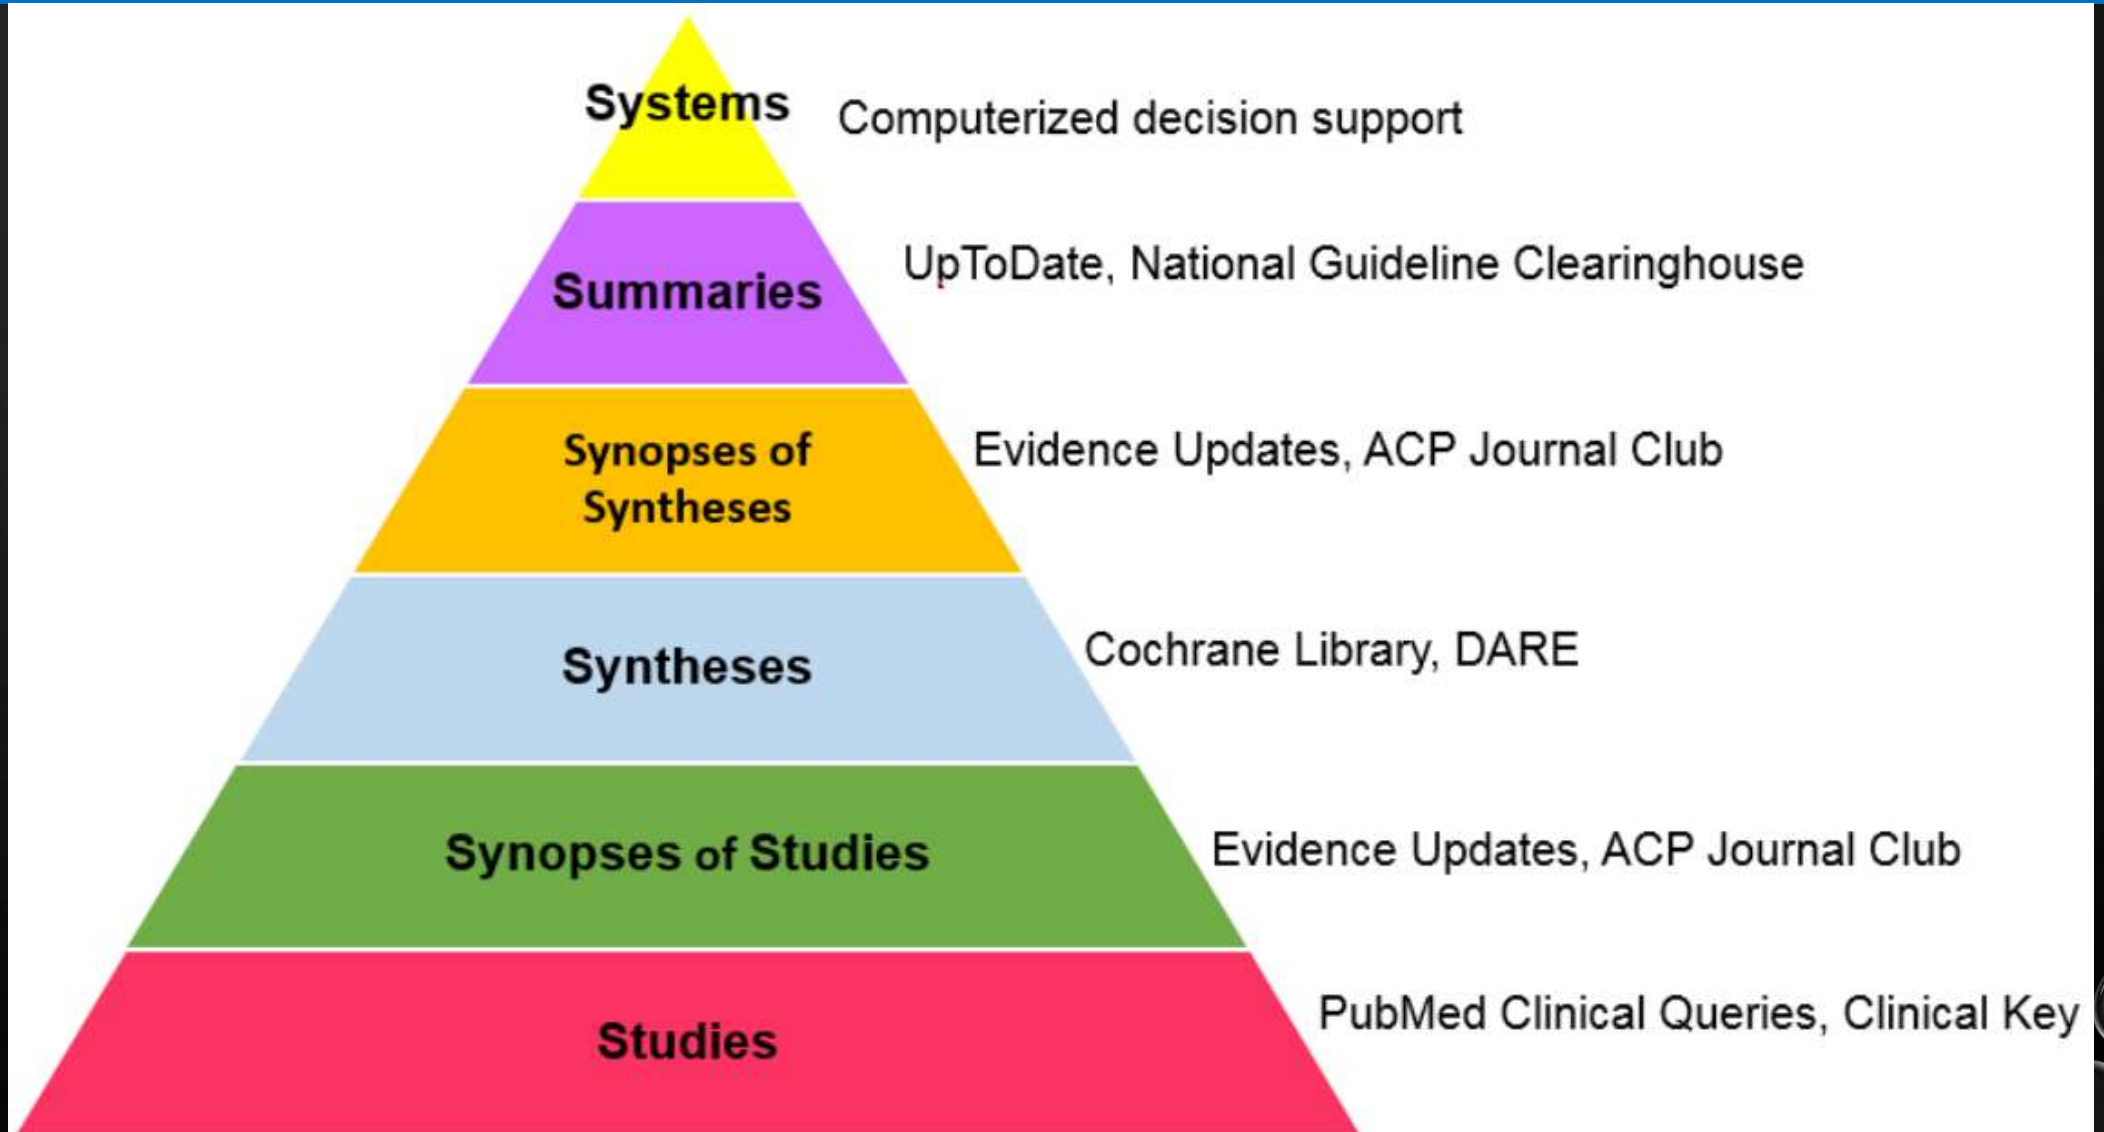 Systems
Computerized decision support
Summaries
UpToDate, National Guideline Clearinghouse
Synopses of
Syntheses
Evidence Updates, ACP Journal Club
Syntheses
Cochrane Library, DARE
Synopses of Studies
Evidence Updates, ACP Journal Club
Studies
PubMed Clinical Queries, Clinical Key